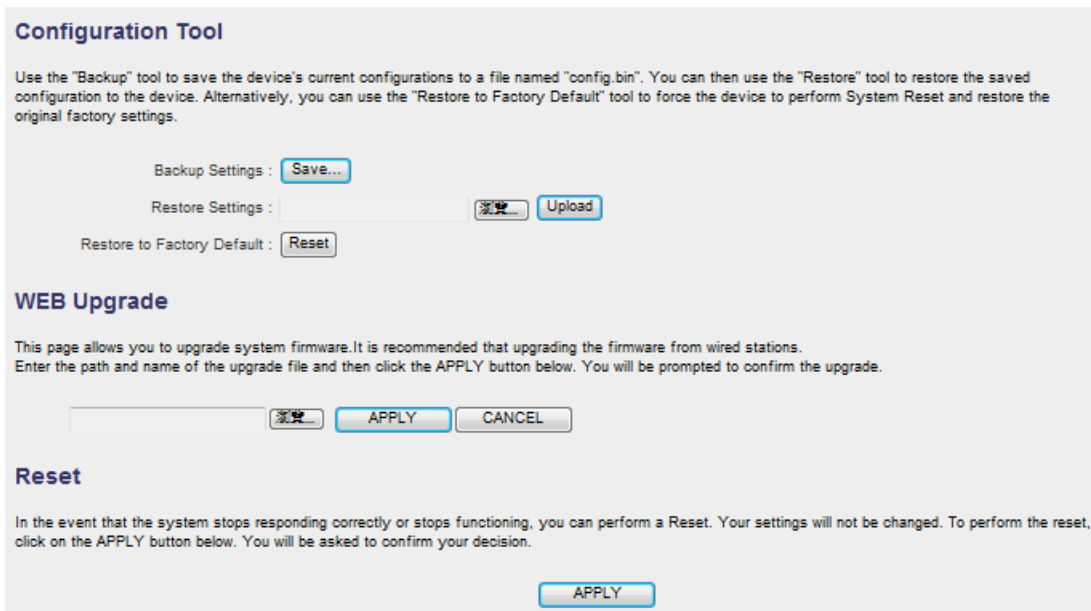 Configuration Tool
Use the "Backup" tool to save the device's current configurations to a file named "config.bin". You can then use the "Restore" tool to restore the saved
configuration to the device. Alternatively, you can use the "Restore to Factory Default" tool to force the device to perform System Reset and restore the
original factory settings.
Backup Settings : Save...
Restore Settings : Upload
Restore to Factory Default : Reset
WEB Upgrade
This page allows you to upgrade system firmware.It is recommended that upgrading the firmware from wired stations.
Enter the path and name of the upgrade file and then click the APPLY button below. You will be prompted to confirm the upgrade.
APPLY CANCEL
Reset
In the event that the system stops responding correctly or stops functioning, you can perform a Reset. Your settings will not be changed. To perform the reset,
click on the APPLY button below. You will be asked to confirm your decision.
APPLY